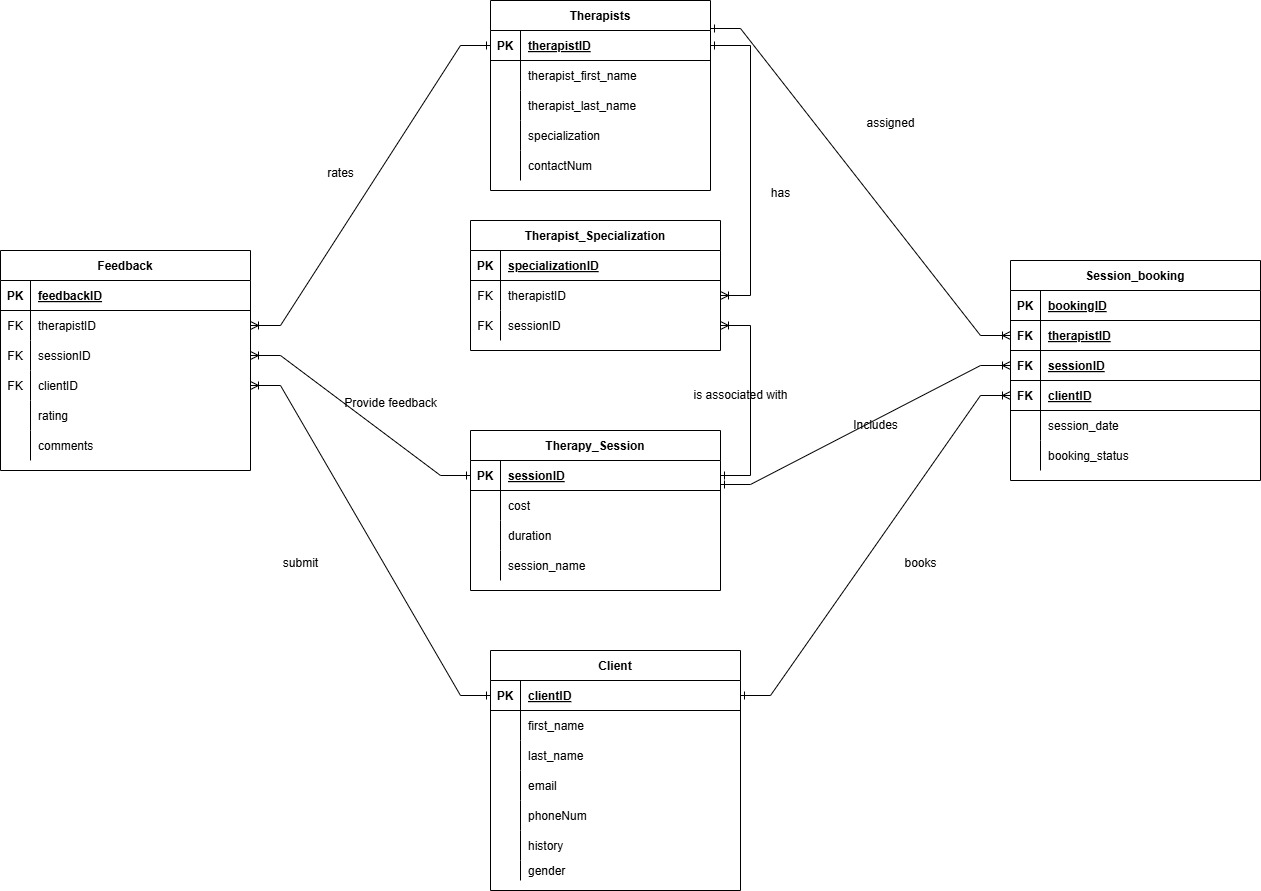 Therapists
PK therapistID
therapist_first_name
therapist_last_name
specialization
contactNum
assigned
rates
has
Therapist_Specialization
PK specializationID
FK therapistID
FK sessionID
Feedback
PK feedbackID
FK therapistID
FK sessionID
FK clientID
rating
comments
Session_booking
PK bookingID
FK therapistID
FK sessionID
FK clientID
session_date
booking_status
Provide feedback
is associated with
Includes
Therapy_Session
PK sessionID
cost
duration
session_name
submit
books
Client
PK clientID
first_name
last_name
email
phoneNum
history
gender